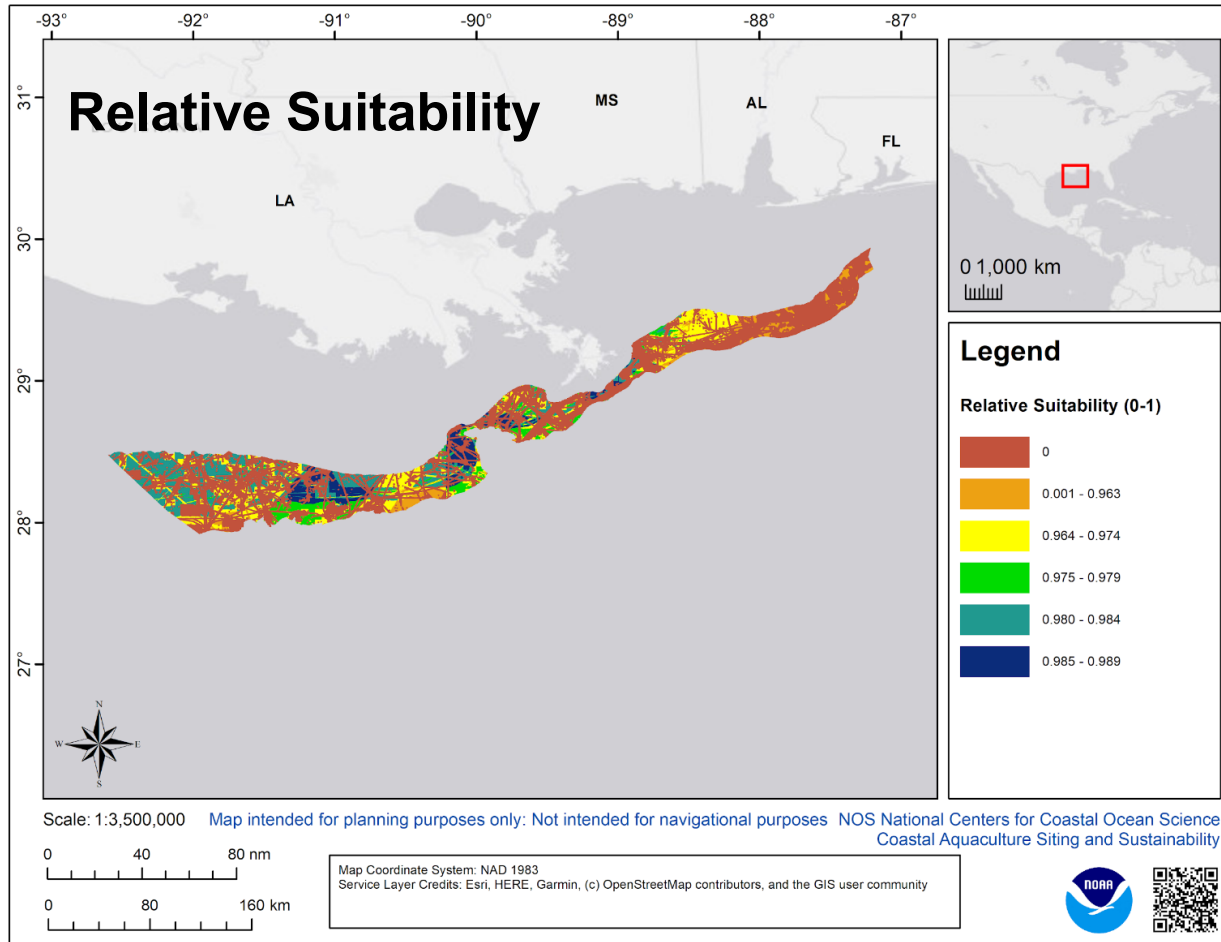 -93° -92° -91° -90° -89° -88° -87°
31°
30°
29°
28°
27°
Relative Suitability
MS
AL
FL
LA
N
W
E
S
0 1,000 km
Legend
Relative Suitability (0-1)
0
0.001 - 0.963
0.964 - 0.974
0.975 - 0.979
0.980 - 0.984
0.985 - 0.989
Scale: 1:3,500,000 Map intended for planning purposes only: Not intended for navigational purposes NOS National Centers for Coastal Ocean Science
Coastal Aquaculture Siting and Sustainability
0 40 80 nm
0 80 160 km
Map Coordinate System: NAD 1983
Service Layer Credits: Esri, HERE, Garmin, (c) OpenStreetMap contributors, and the GIS user community
NOAA